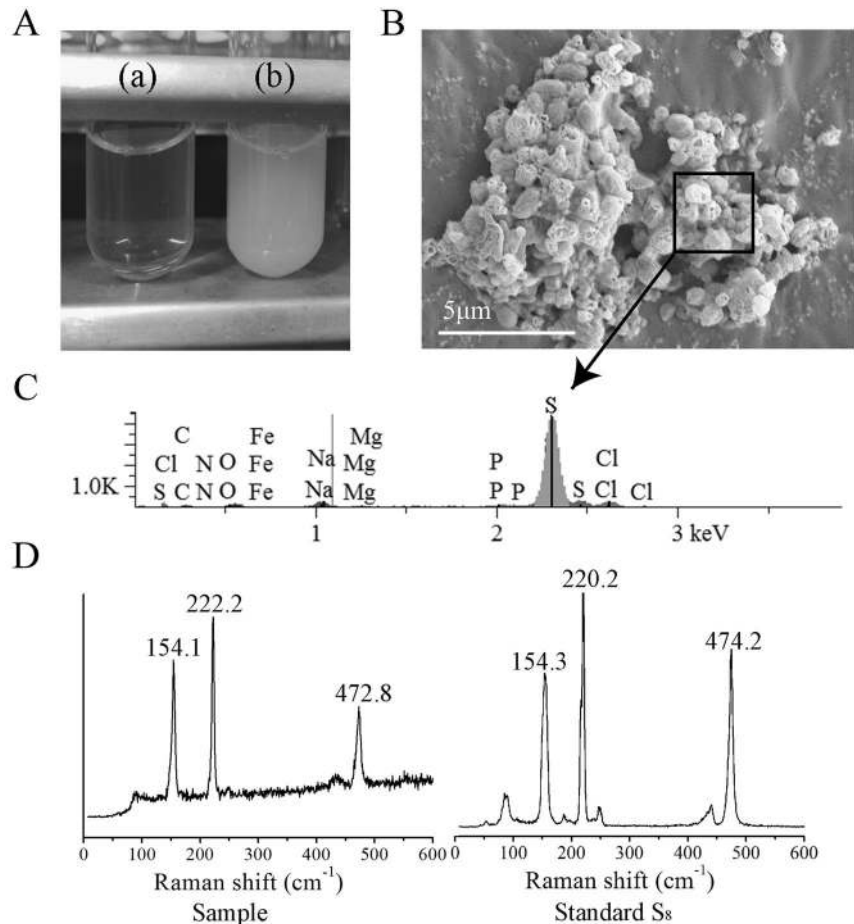 A
(a) (b)
B
5μm
C
S
C Fe Mg P Cl
Cl N O Fe Na Mg
S C N O Fe Na Mg P P S Cl Cl
1.0K
1 2 3 keV
D
154.1 222.2 472.8
0 100 200 300 400 500 600
Raman shift (cm⁻¹)
Sample
154.3 220.2 474.2
0 100 200 300 400 500 600
Raman shift (cm⁻¹)
Standard S₈